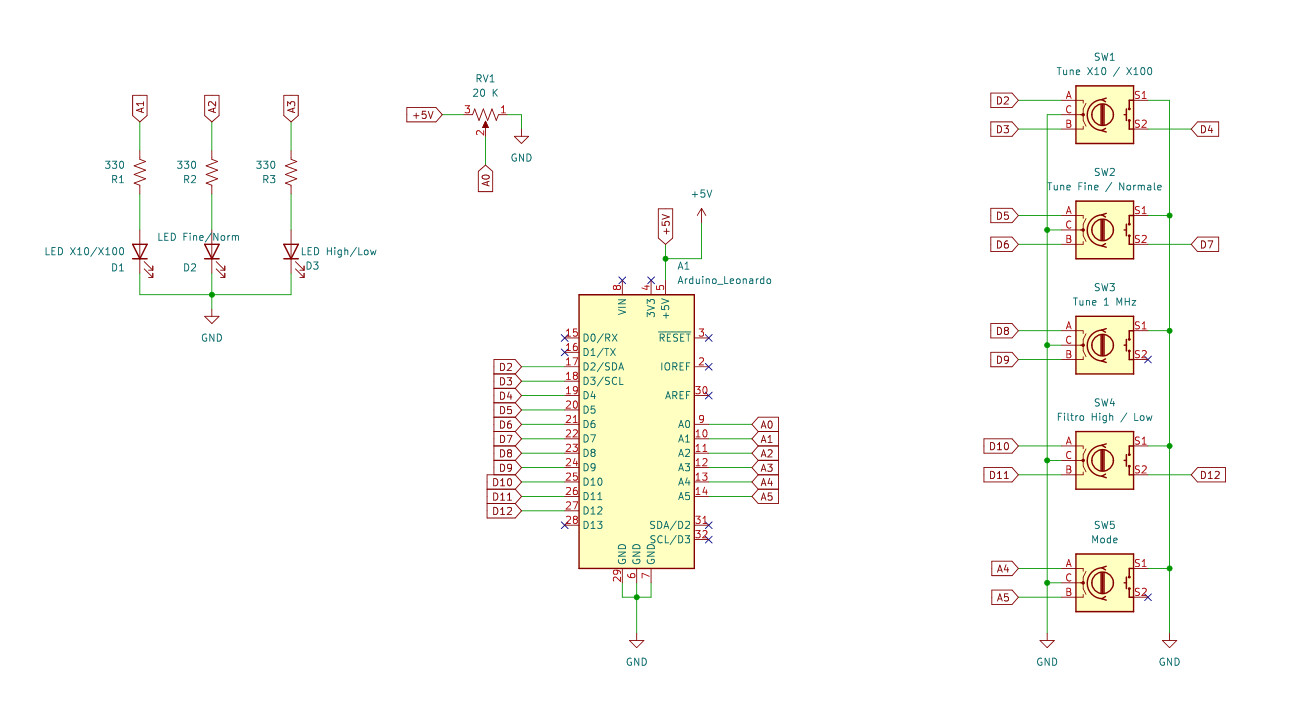 A1
A2
A3
330
R1
330
R2
330
R3
LED X10/X100
D1
LED Fine/Norm
D2
LED High/Low
D3
GND
RV1
20 K
+5V
3
1
2
A0
GND
+5V
+5V
A1
Arduino_Leonardo
8
4
5
VIN
3V3
+5V
15
D0/RX
16
D1/TX
D2
17
D2/SDA
D3
18
D3/SCL
D4
19
D4
D5
20
D5
D6
21
D6
D7
22
D7
D8
23
D8
D9
24
D9
D10
25
D10
D11
26
D11
D12
27
D12
28
D13
RESET
3
IOREF
2
AREF
30
A0
9
A0
A1
10
A1
A2
11
A2
A3
12
A3
A4
13
A4
A5
14
A5
SDA/D2
31
SCL/D3
32
GND
GND
GND
29
6
7
GND
SW1
Tune X10 / X100
D2
A
S1
C
D3
B
S2
D4
SW2
Tune Fine / Normale
D5
A
S1
C
D6
B
S2
D7
SW3
Tune 1 MHz
D8
A
S1
C
D9
B
S2
SW4
Filtro High / Low
D10
A
S1
C
D11
B
S2
D12
SW5
Mode
A4
A
S1
C
A5
B
S2
GND
GND